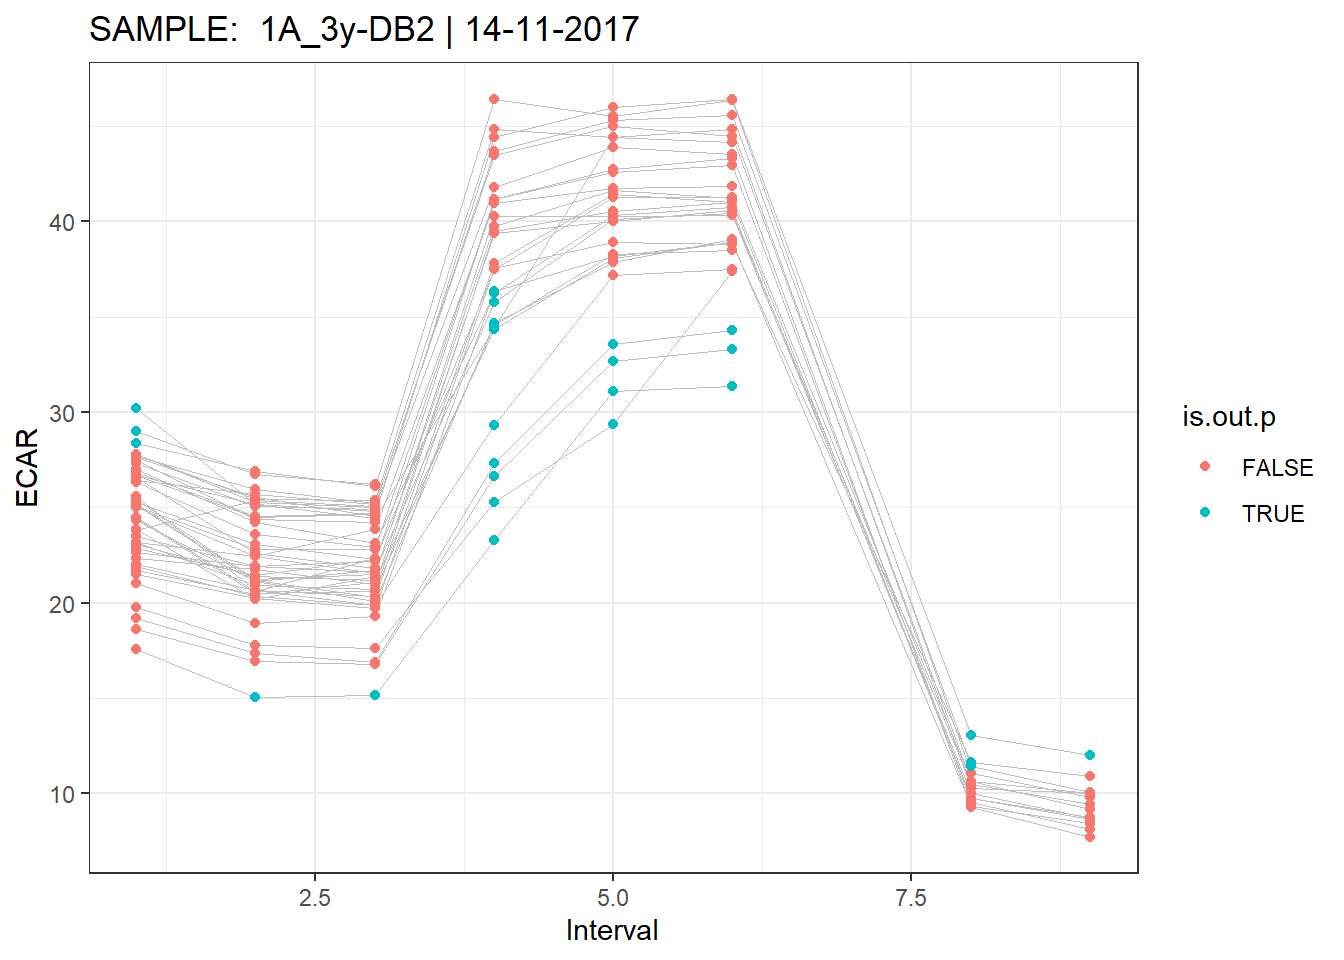 SAMPLE:  1A_3y-DB2 | 14-11-2017
ECAR
40
30
20
10
2.5
5.0
7.5
Interval
is.out.p
FALSE
TRUE